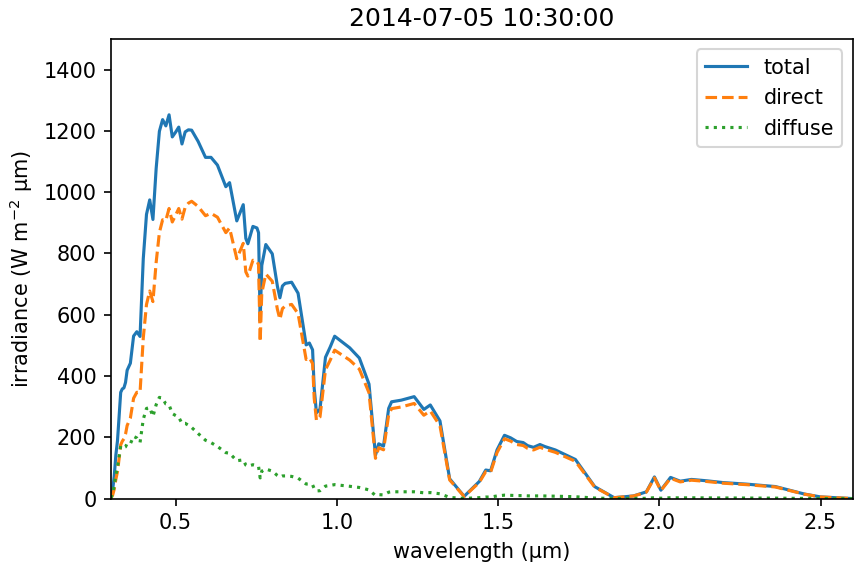 2014-07-05 10:30:00
total
direct
diffuse
1400
1200
1000
800
600
400
200
0
irradiance (W m⁻² µm)
0.5 1.0 1.5 2.0 2.5
wavelength (µm)